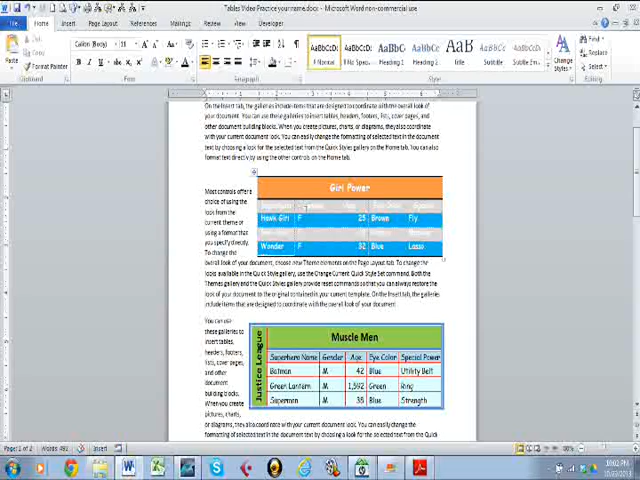 Tables Video Practice your name.docx - Microsoft Word non-commercial use
File Home Insert Page Layout References Mailings Review View Developer
Calibri (Body) 11
Paste
Format Painter
AaBbCcDc AaBbCcDc AaBbC AaBbCc AaB AaBbCc.
Normal No Spac... Heading 1 Heading 2 Title Subtitle
Change Styles
Find
Replace
Select
Clipboard Font Paragraph Styles Editing
On the Insert tab, the galleries include items that are designed to coordinate with the overall look of
your document. You can use these galleries to insert tables, headers, footers, lists, cover pages, and
other document building blocks. When you create pictures, charts, or diagrams, they also coordinate
with your current document look. You can easily change the formatting of selected text in the document
text by choosing a look for the selected text from the Quick Styles gallery on the Home tab. You can also
format text directly by using the other controls on the Home tab.
Most controls offer a
choice of using the
look from the
current theme or
using a format that
you specify directly.
To change the
Girl Power
Hawk Girl F 25 Brown Fly
Wonder F 32 Blue Lasso
overall look of your document, choose new Theme elements on the Page Layout tab. To change the
looks available in the Quick Style gallery, use the Change Current Quick Style Set command. Both the
Themes gallery and the Quick Styles gallery provide reset commands so that you can always restore the
look of your document to the original contained in your current template. On the Insert tab, the galleries
include items that are designed to coordinate with the overall look of your document.
You can use
these galleries to
insert tables,
headers, footers,
lists, cover pages,
and other
document
building blocks.
When you create
pictures, charts,
Justice League
Muscle Men
Superhero Name Gender Age Eye Color Special Power
Batman M 42 Blue Utility Belt
Green Lantern M 1,592 Green Ring
Superman M 38 Blue Strength
or diagrams, they also coordinate with your current document look. You can easily change the
formatting of selected text in the document text by choosing a look for the selected text from the Quick
Page: 1 of 2 Words: 492 Insert 80%
10:02 PM